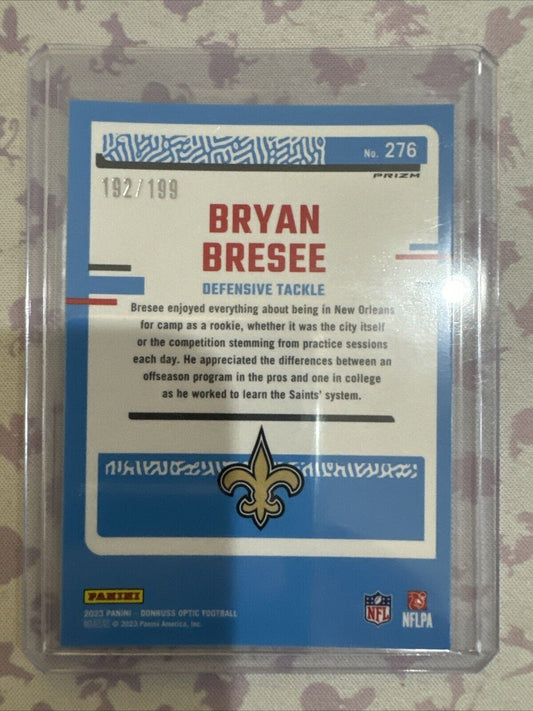 No. 276
PRIZM
192/199
BRYAN
BRESEE
DEFENSIVE TACKLE
Bresee enjoyed everything about being in New Orleans
for camp as a rookie, whether it was the city itself
or the competition stemming from practice sessions
each day. He appreciated the differences between an
offseason program in the pros and one in college
as he worked to learn the Saints' system.
PANINI
2023 PANINI – DONRUSS OPTIC FOOTBALL
© 2023 Panini America, Inc.
NFL
NFLPA